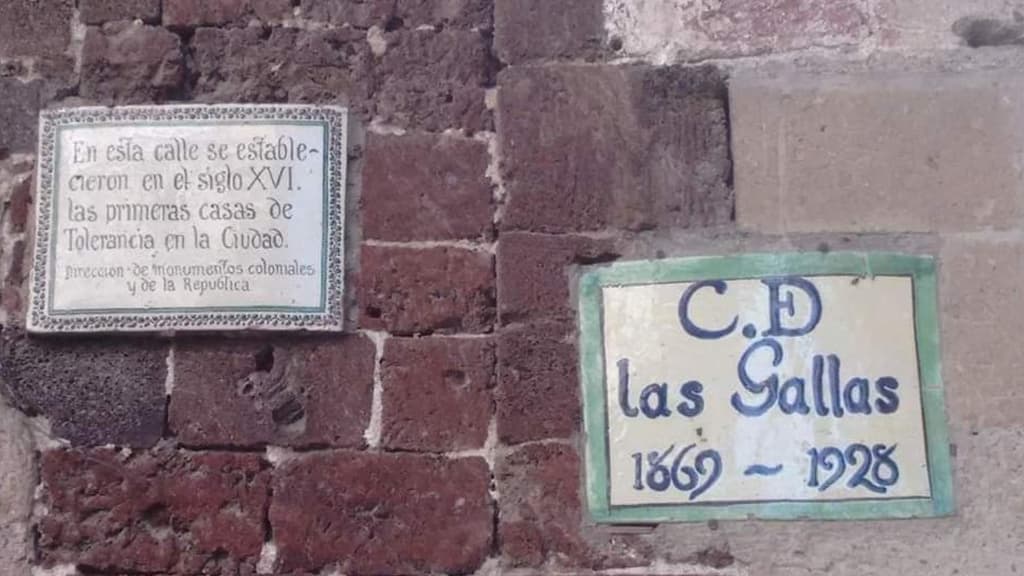 En esta calle se estable-
cieron en el siglo XVI.
las primeras casas de
Tolerancia en la Ciudad.
Direccion de monumentos coloniales
y de la Republica
C. DE
las Gallas
1869 ~ 1928